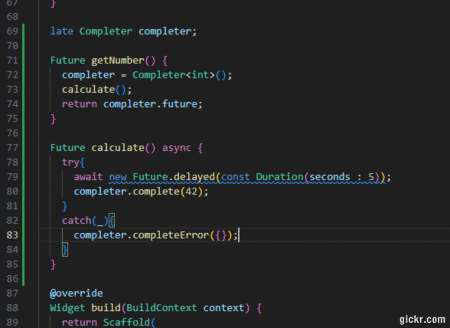 67 }
68
69 late Completer completer;
70
71 Future getNumber() {
72 completer = Completer<int>();
73 calculate();
74 return completer.future;
75 }
76
77 Future calculate() async {
78 try{
79 await new Future.delayed(const Duration(seconds : 5));
80 completer.complete(42);
81 }
82 catch(_){
83 completer.completeError({});
84 }
85 }
86
87 @override
88 Widget build(BuildContext context) {
89 return Scaffold(
gickr.com